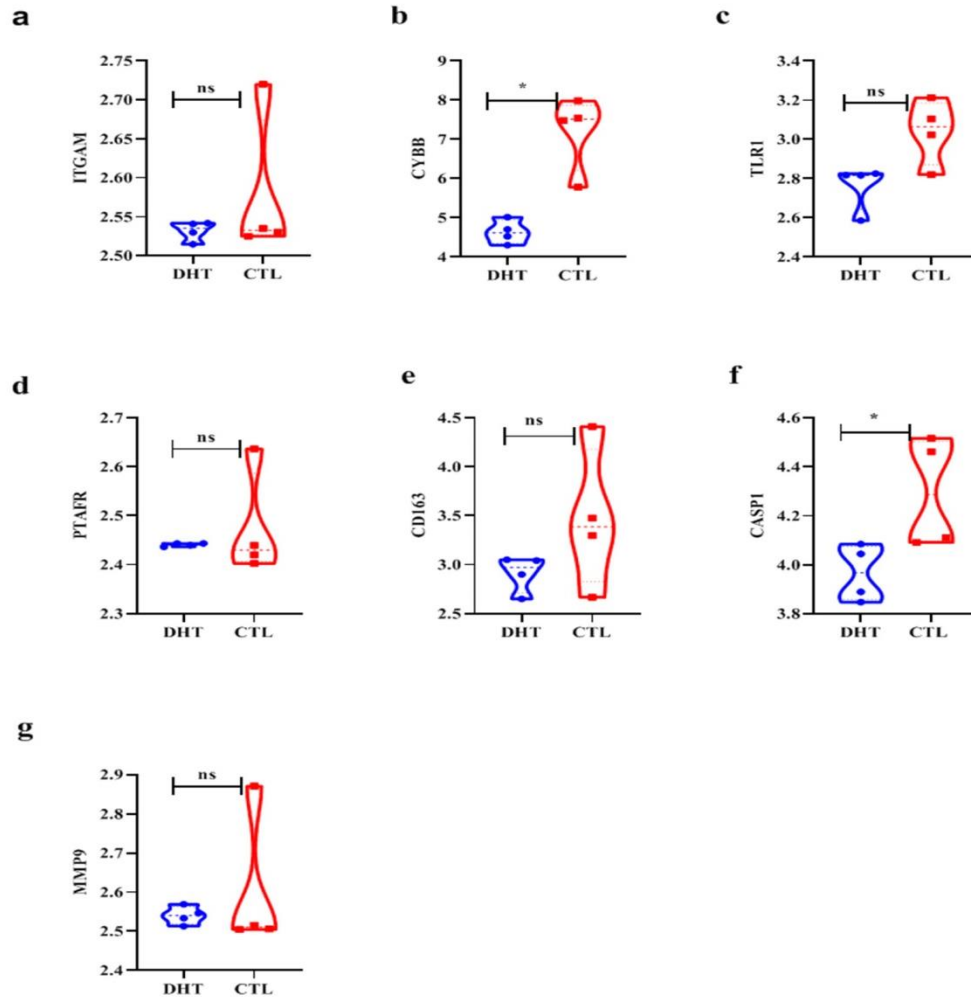 a
ITGAM
2.75
2.70
2.65
2.60
2.55
2.50
ns
DHT CTL
b
CYBB
9
8
7
6
5
4
*
DHT CTL
c
TLR1
3.4
3.2
3.0
2.8
2.6
2.4
ns
DHT CTL
d
PTAFR
2.7
2.6
2.5
2.4
2.3
ns
DHT CTL
e
CD163
4.5
4.0
3.5
3.0
2.5
ns
DHT CTL
f
CASP1
4.6
4.4
4.2
4.0
3.8
*
DHT CTL
g
MMP9
2.9
2.8
2.7
2.6
2.5
2.4
ns
DHT CTL